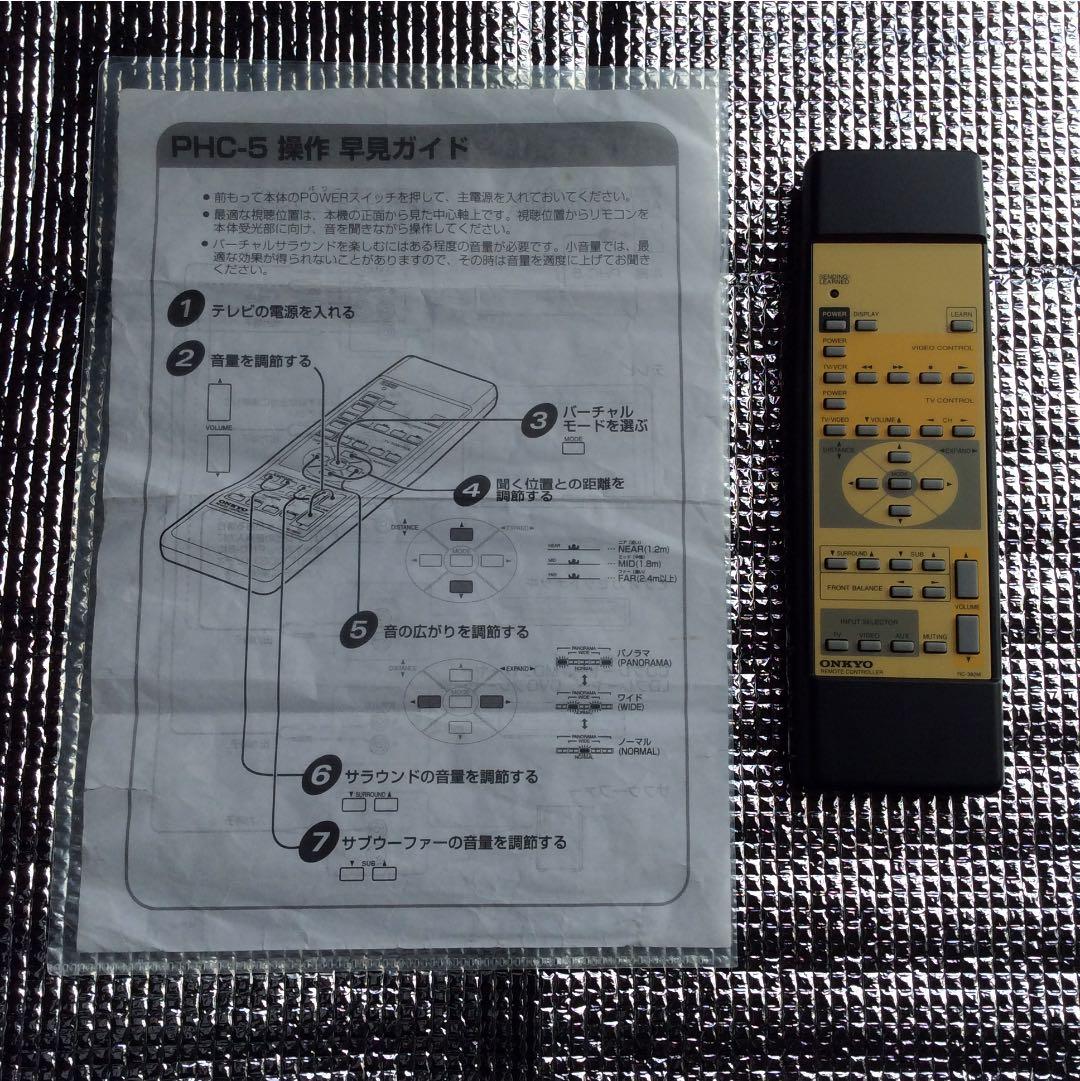 PHC-5 操作 早見ガイド
● 前もって本体のPOWERスイッチを押して、主電源を入れておいてください。
● 最適な視聴位置は、本機の正面から見た中心軸上です。視聴位置からリモコンを
本体受光部に向け、音を聞きながら操作してください。
● バーチャルサラウンドを楽しむにはある程度の音量が必要です。小音量では、最
適な効果が得られないことがありますので、その時は音量を適度に上げてお聞き
ください。
1 テレビの電源を入れる
2 音量を調節する
VOLUME
3 バーチャル
モードを選ぶ
MODE
4 聞く位置との距離を
調節する
DISTANCE
◄EXPAND►
MODE
NEAR … NEAR(1.2m)
MID … MID(1.8m)
FAR … FAR(2.4m以上)
5 音の広がりを調節する
DISTANCE
◄EXPAND►
MODE
PANORAMA
WIDE
NORMAL
パノラマ
(PANORAMA)
PANORAMA
WIDE
NORMAL
ワイド
(WIDE)
PANORAMA
WIDE
NORMAL
ノーマル
(NORMAL)
6 サラウンドの音量を調節する
▼ SURROUND ▲
7 サブウーファーの音量を調節する
▼ SUB ▲
SENDING/
LEARNED
POWER DISPLAY LEARN
POWER VIDEO CONTROL
TV/VCR ◄◄ ►► ■ ►
POWER TV CONTROL
TV/VIDEO ▼ VOLUME ▲ ◄ CH ►
DISTANCE ◄EXPAND►
MODE
▼ SURROUND ▲ ▼ SUB ▲
FRONT BALANCE ◄ ►
VOLUME
INPUT SELECTOR
TV VIDEO AUX MUTING
ONKYO
REMOTE CONTROLLER RC-382M